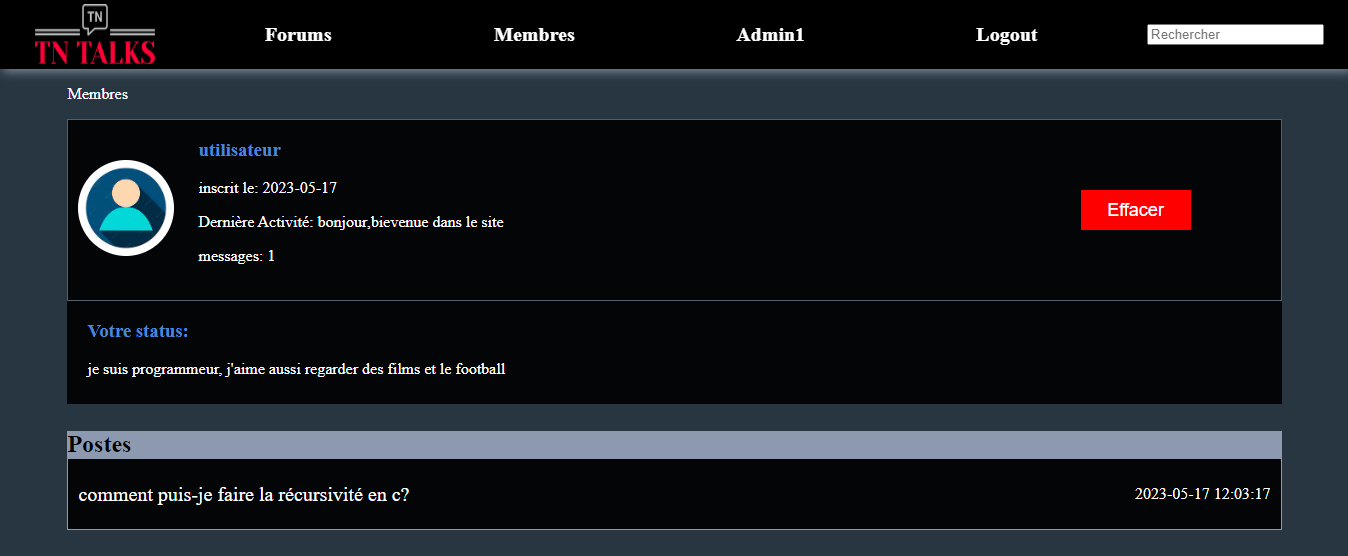 TN
TN TALKS
Forums
Membres
Admin1
Logout
Rechercher
Membres
utilisateur
inscrit le: 2023-05-17
Dernière Activité: bonjour,bievenue dans le site
messages: 1
Effacer
Votre status:
je suis programmeur, j'aime aussi regarder des films et le football
Postes
comment puis-je faire la récursivité en c?
2023-05-17 12:03:17